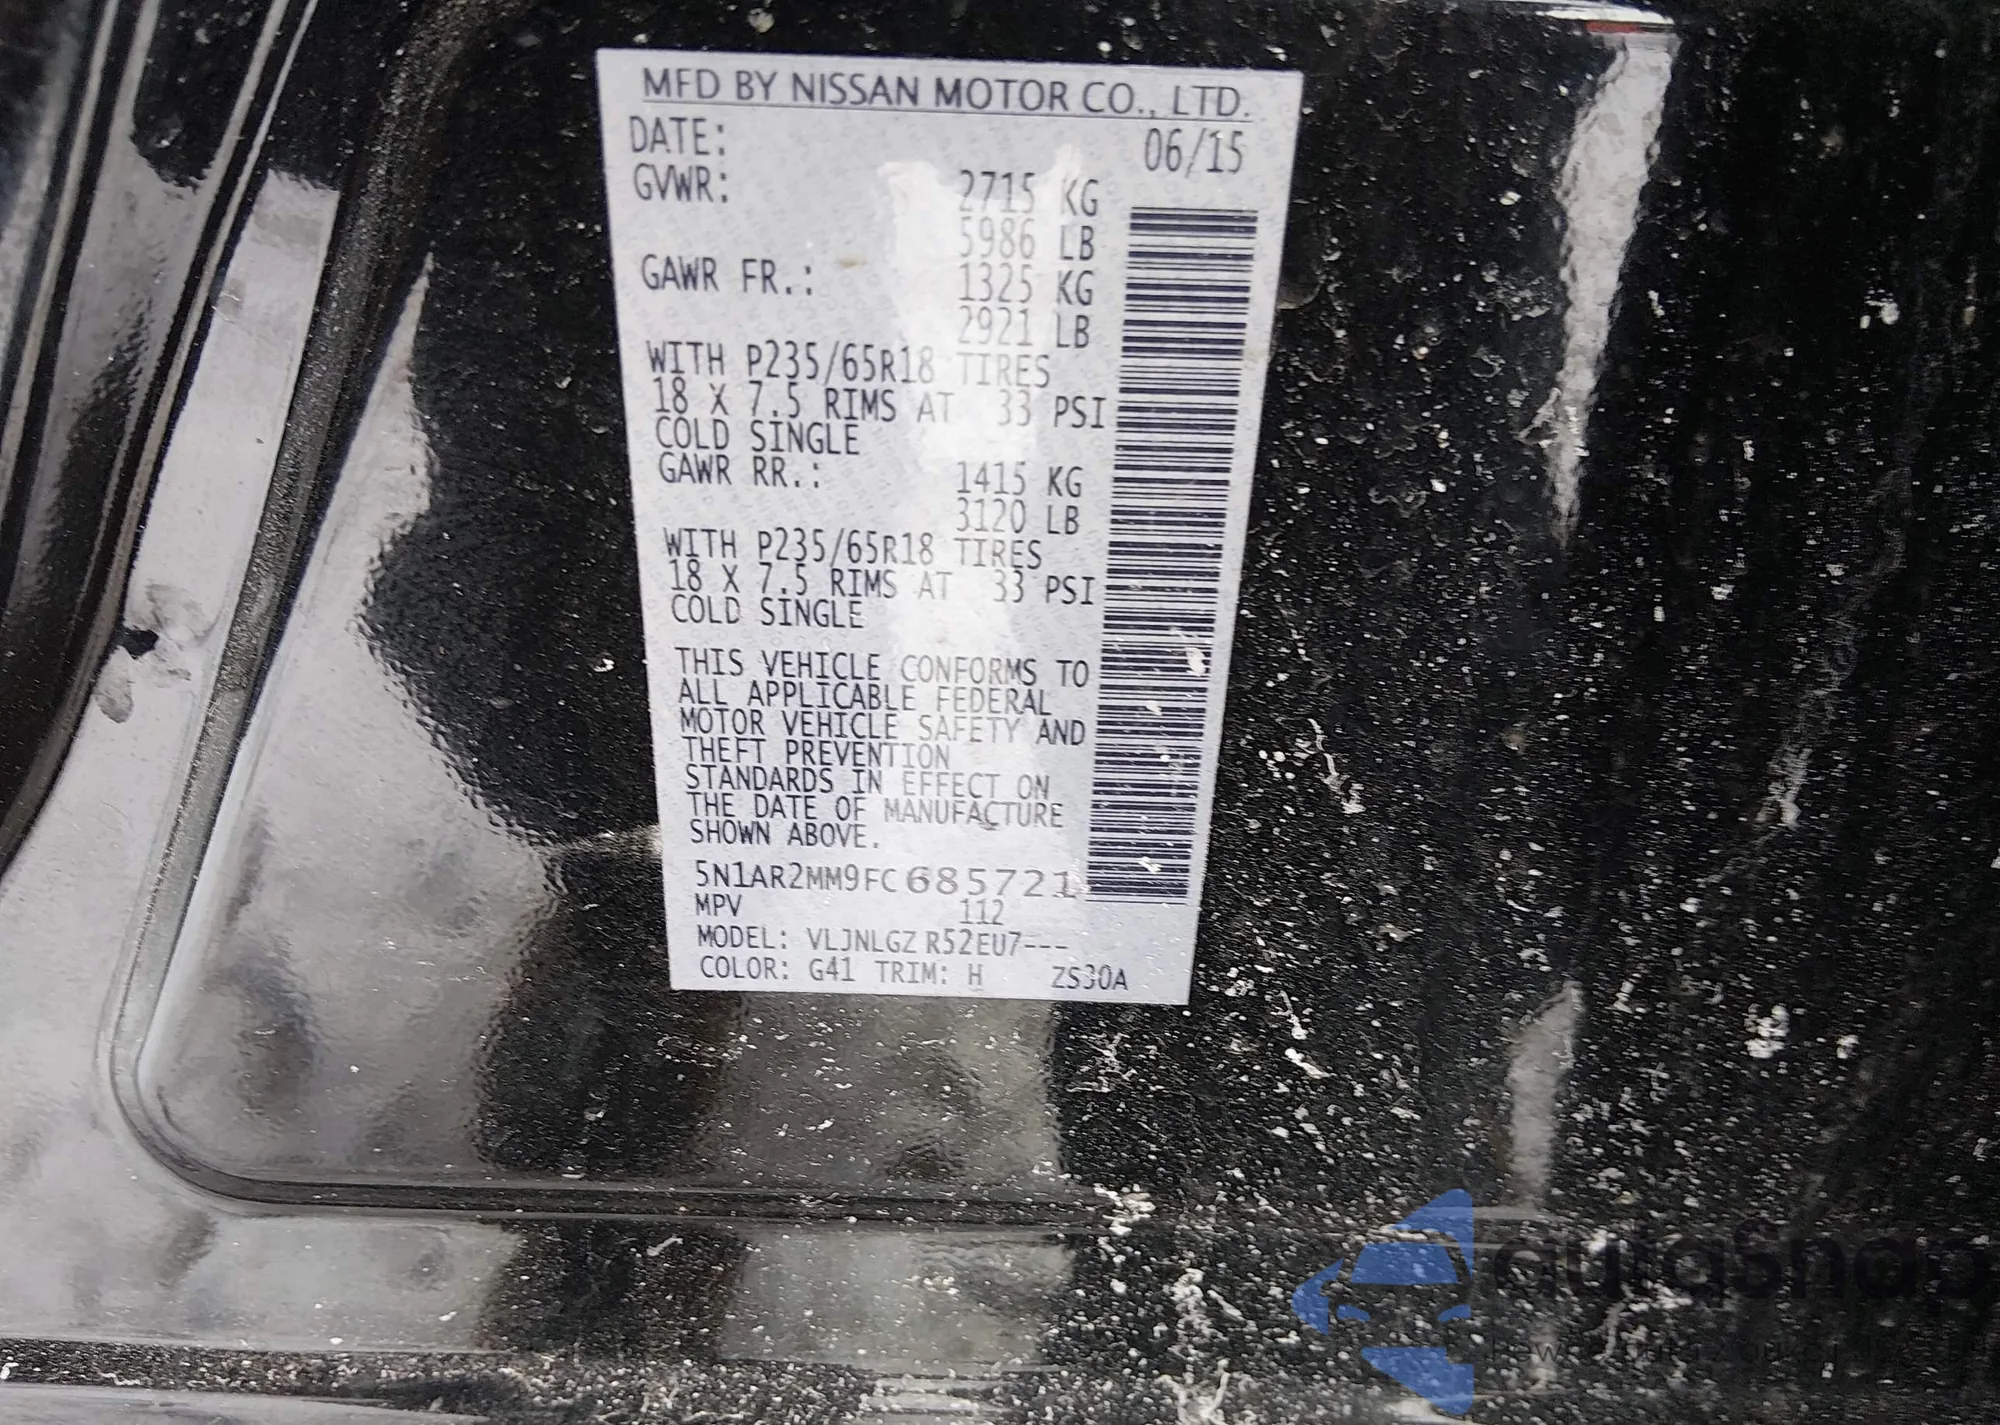 MFD BY NISSAN MOTOR CO., LTD.
DATE: 06/15
GVWR: 2715 KG
5986 LB
GAWR FR.: 1325 KG
2921 LB
WITH P235/65R18 TIRES
18 X 7.5 RIMS AT 33 PSI
COLD SINGLE
GAWR RR.: 1415 KG
3120 LB
WITH P235/65R18 TIRES
18 X 7.5 RIMS AT 33 PSI
COLD SINGLE
THIS VEHICLE CONFORMS TO
ALL APPLICABLE FEDERAL
MOTOR VEHICLE SAFETY AND
THEFT PREVENTION
STANDARDS IN EFFECT ON
THE DATE OF MANUFACTURE
SHOWN ABOVE.
5N1AR2MM9FC685721
MPV 112
MODEL: VLJNLGZ R52EU7---
COLOR: G41 TRIM: H ZS30A
autoSnap